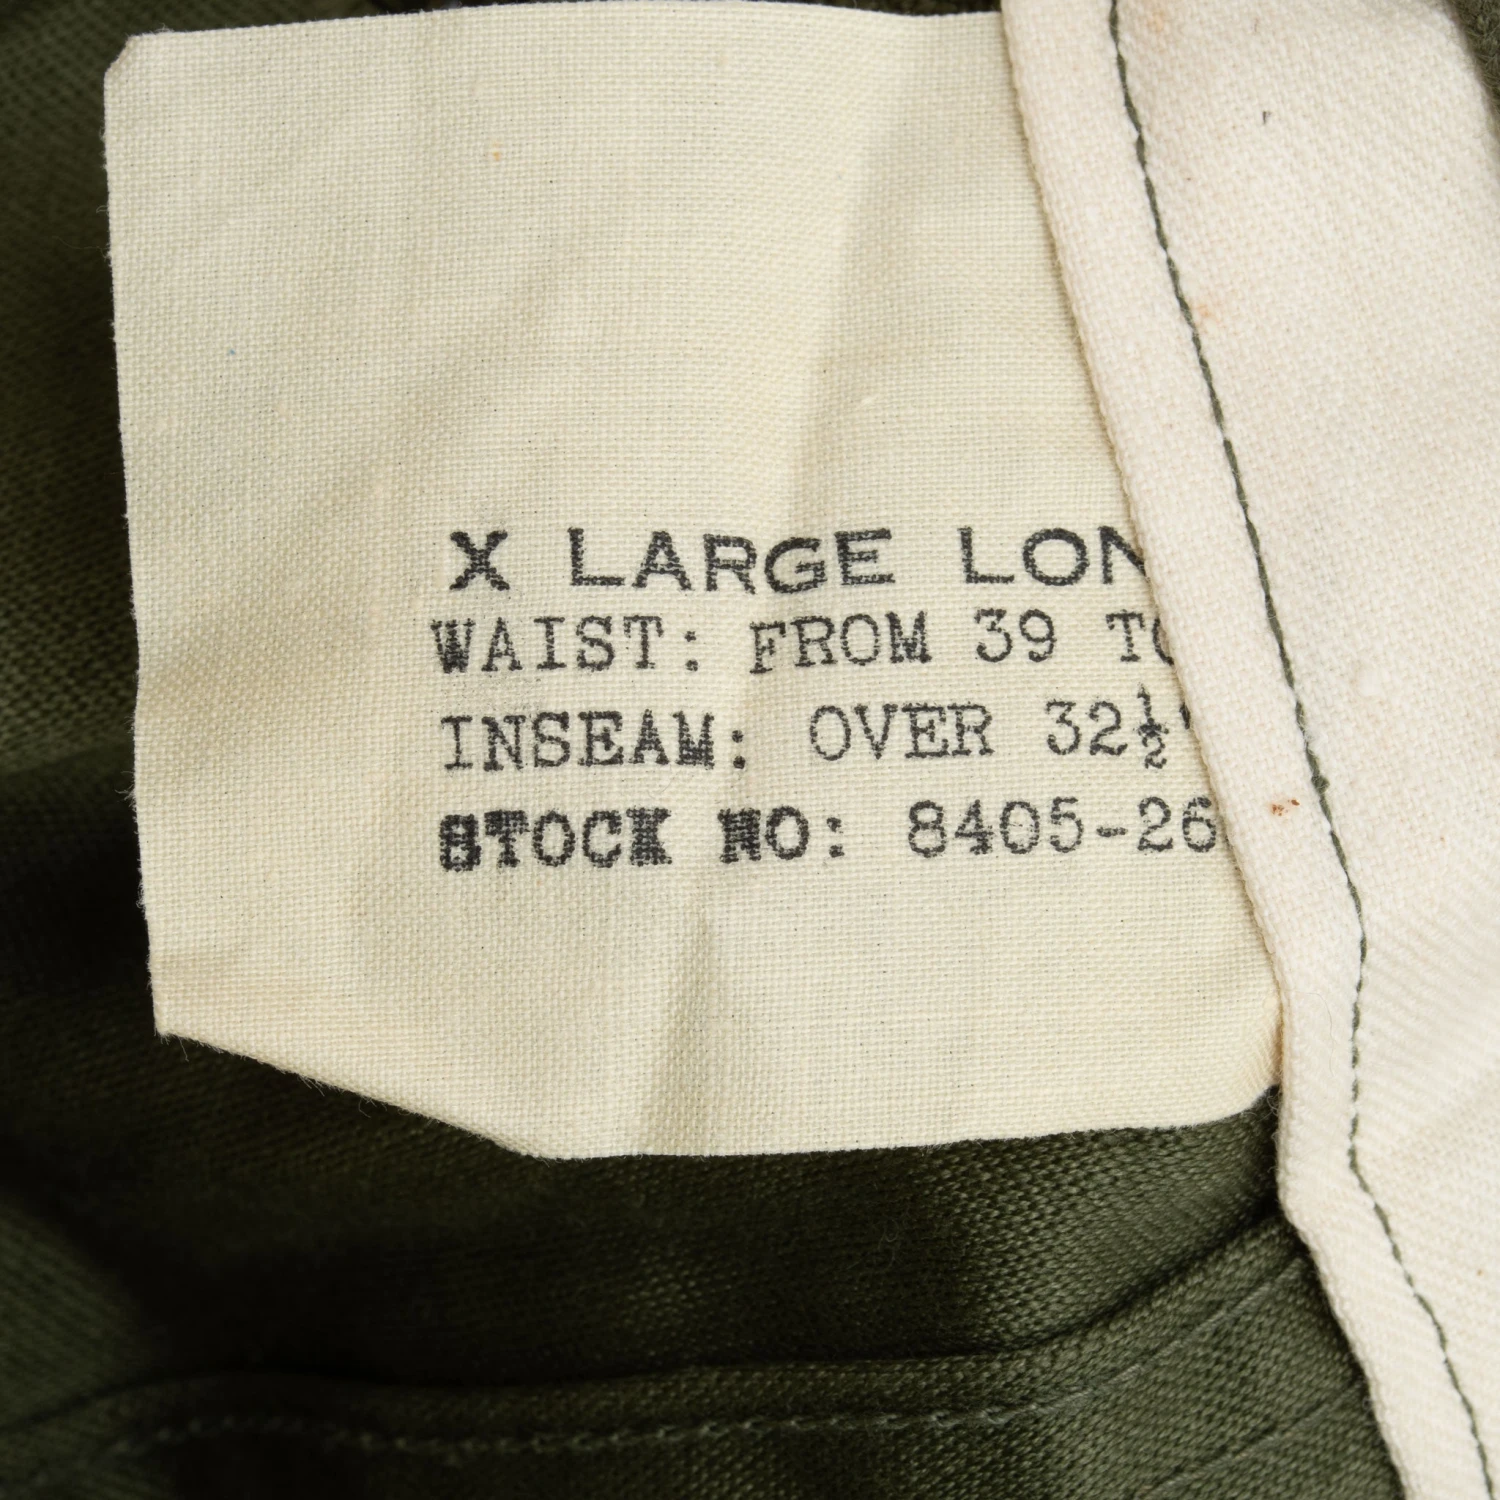 X LARGE LON
WAIST: FROM 39 TO
INSEAM: OVER 32½"
STOCK NO: 8405-26